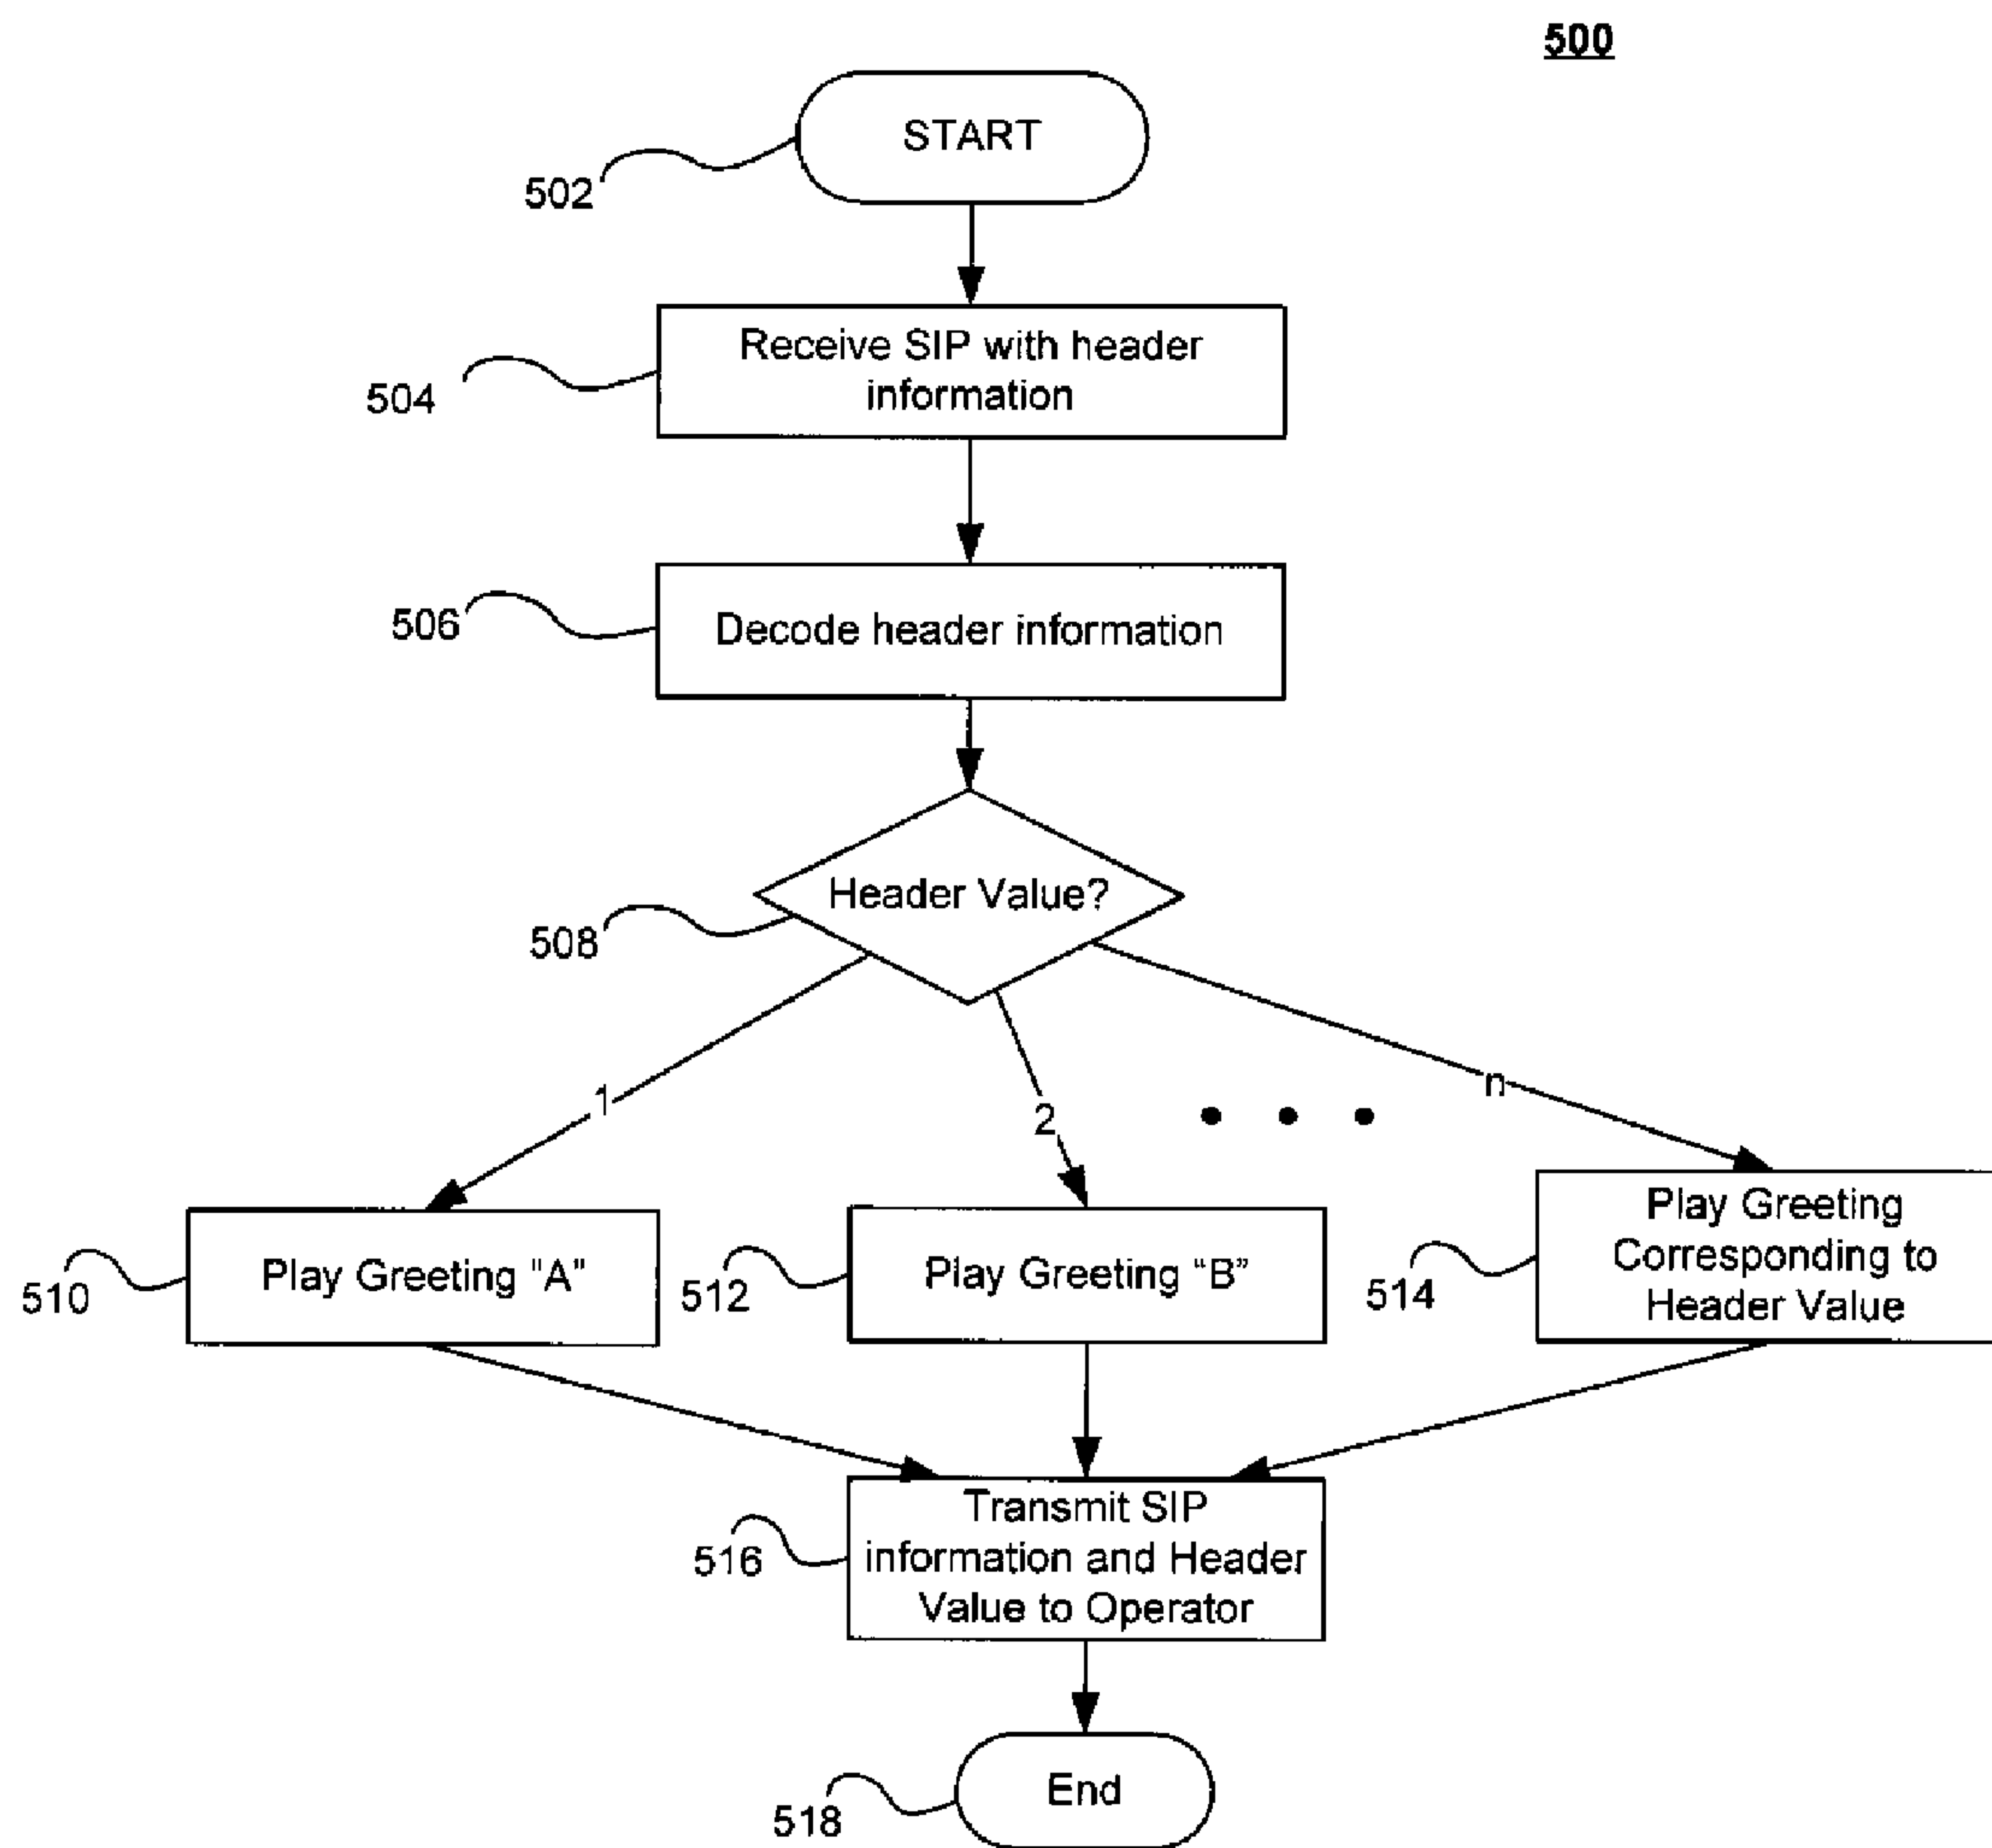 500
START
502
Receive SIP with header
information
504
506
Decode header information
Header Value?
508
1
2
n
Play Greeting "A"
510
Play Greeting “B”
512
Play Greeting
Corresponding to
Header Value
514
Transmit SIP
information and Header
Value to Operator
516
End
518